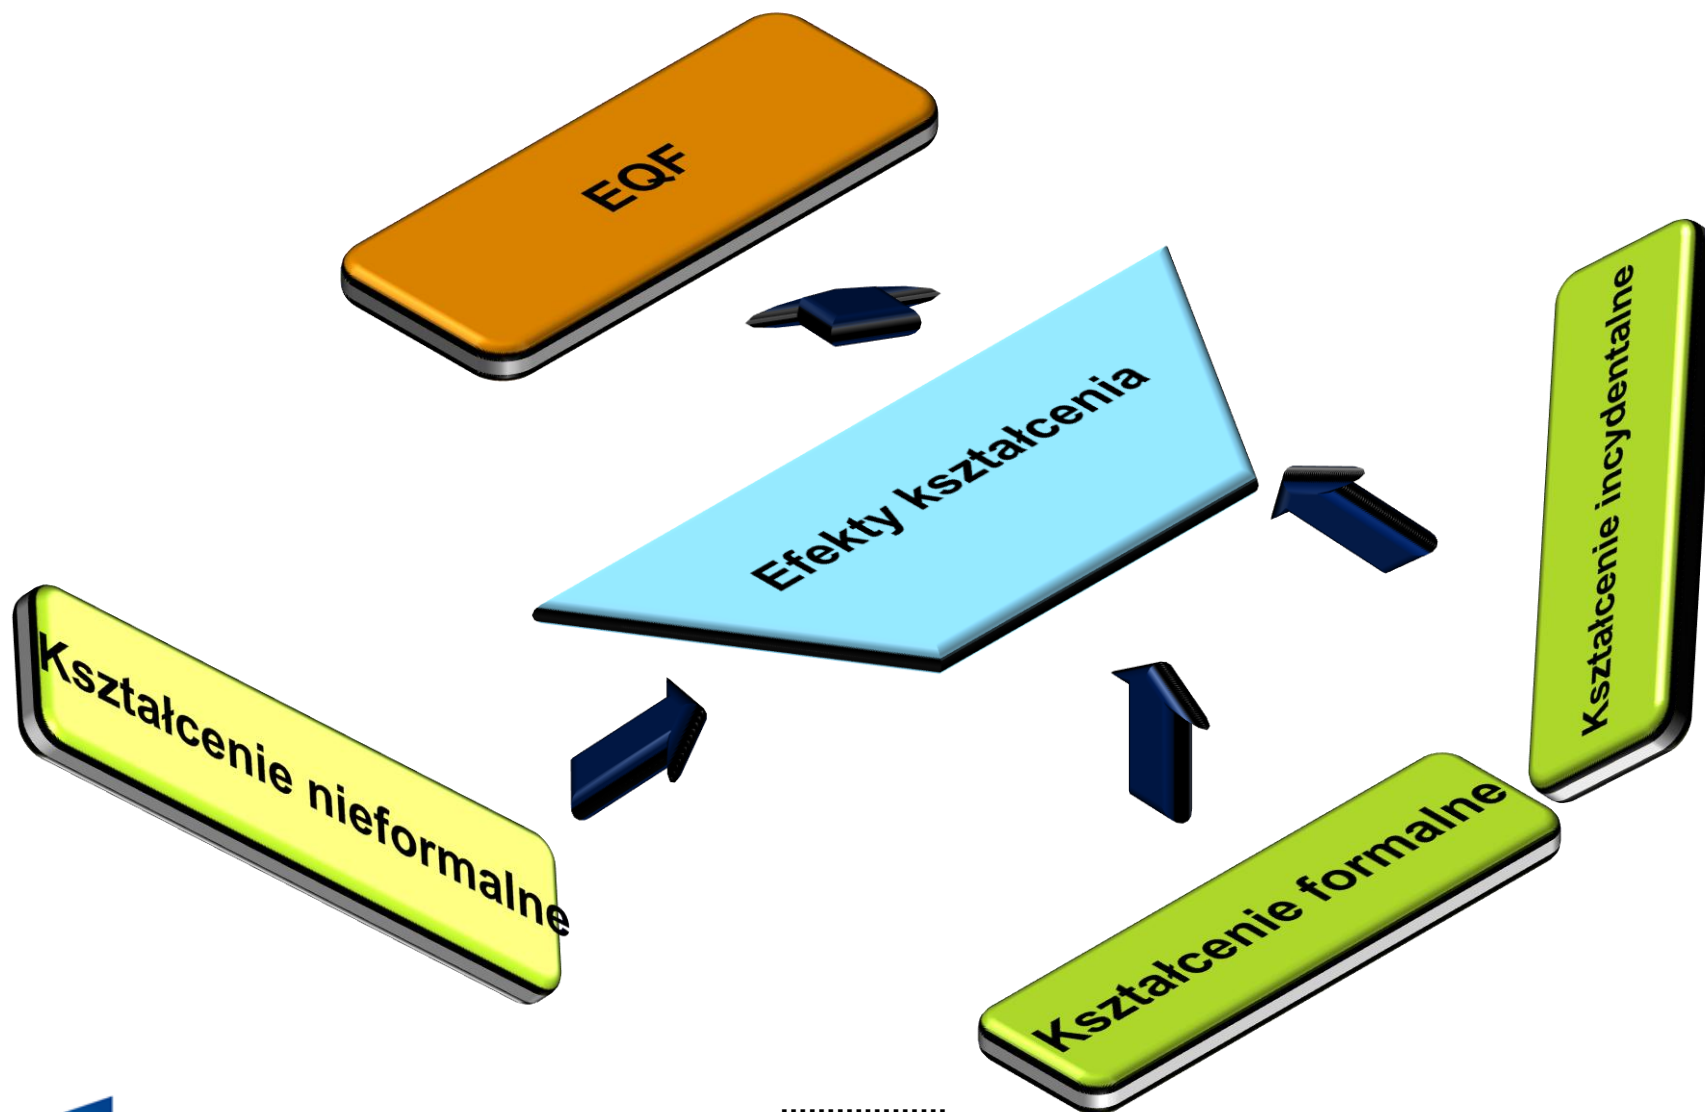 EQF
Efekty kształcenia
Kształcenie incydentalne
Kształcenie nieformalne
Kształcenie formalne